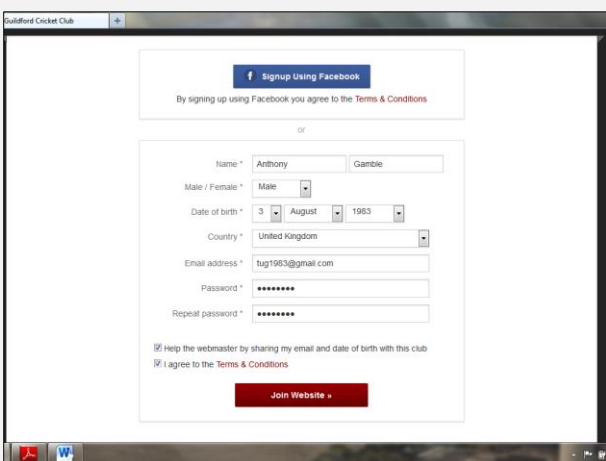 Guildford Cricket Club
f Signup Using Facebook
By signing up using Facebook you agree to the Terms & Conditions
or
Name * Anthony Gamble
Male / Female * Male
Date of birth * 3 August 1983
Country * United Kingdom
Email address * tug1983@gmail.com
Password * ••••••••
Repeat password * ••••••••
Help the webmaster by sharing my email and date of birth with this club
I agree to the Terms & Conditions
Join Website »
W